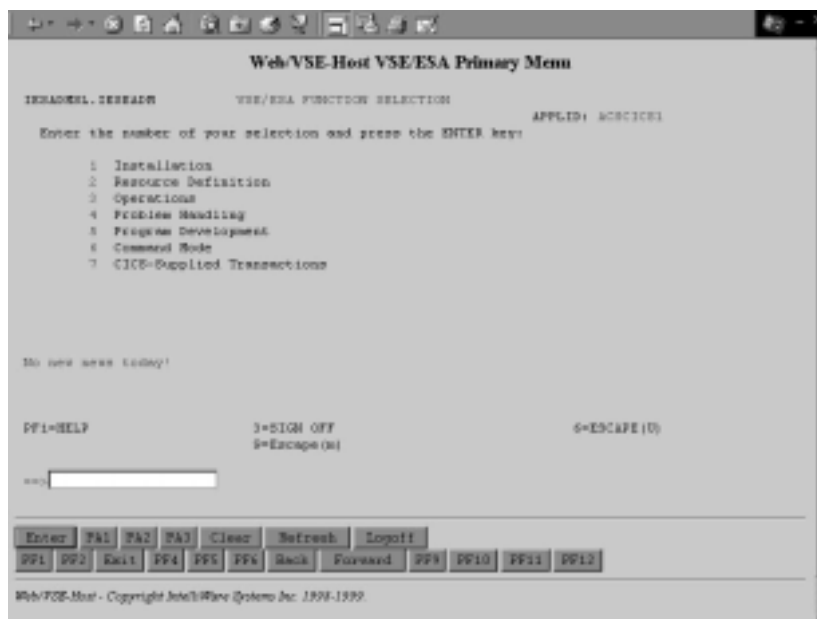 Web/VSE-Host VSE/ESA Primary Menu
IESADMSL.IESEADM VSE/ESA FUNCTION SELECTION
APPLID:
Enter the number of your selection and press the ENTER key:
1 Installation
2 Resource Definition
3 Operations
4 Problem Handling
5 Program Development
6 Command Mode
7 CICS-Supplied Transactions
No new news today!
PF1=HELP 3=SIGN OFF 6=ESCAPE(U)
9=Escape(m)
==>
Enter PA1 PA2 PA3 Clear Refresh Logoff
PF1 PF2 Exit PF4 PF5 PF6 Back Forward PF9 PF10 PF11 PF12
Web/VSE-Host - Copyright IntelliWare Systems Inc. 1998-1999.